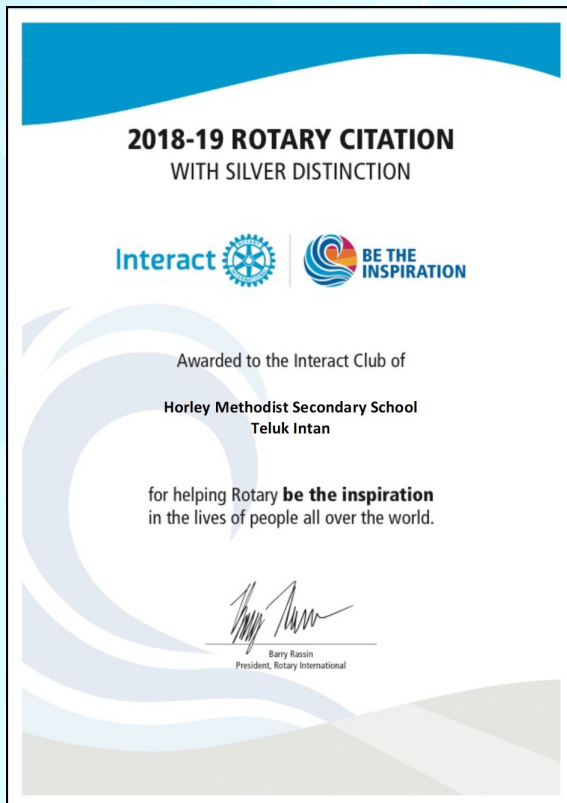 2018-19 ROTARY CITATION
WITH SILVER DISTINCTION
Interact
ROTARY INTERNATIONAL
BE THE
INSPIRATION
Awarded to the Interact Club of
Horley Methodist Secondary School
Teluk Intan
for helping Rotary be the inspiration
in the lives of people all over the world.
Barry Rassin
President, Rotary International